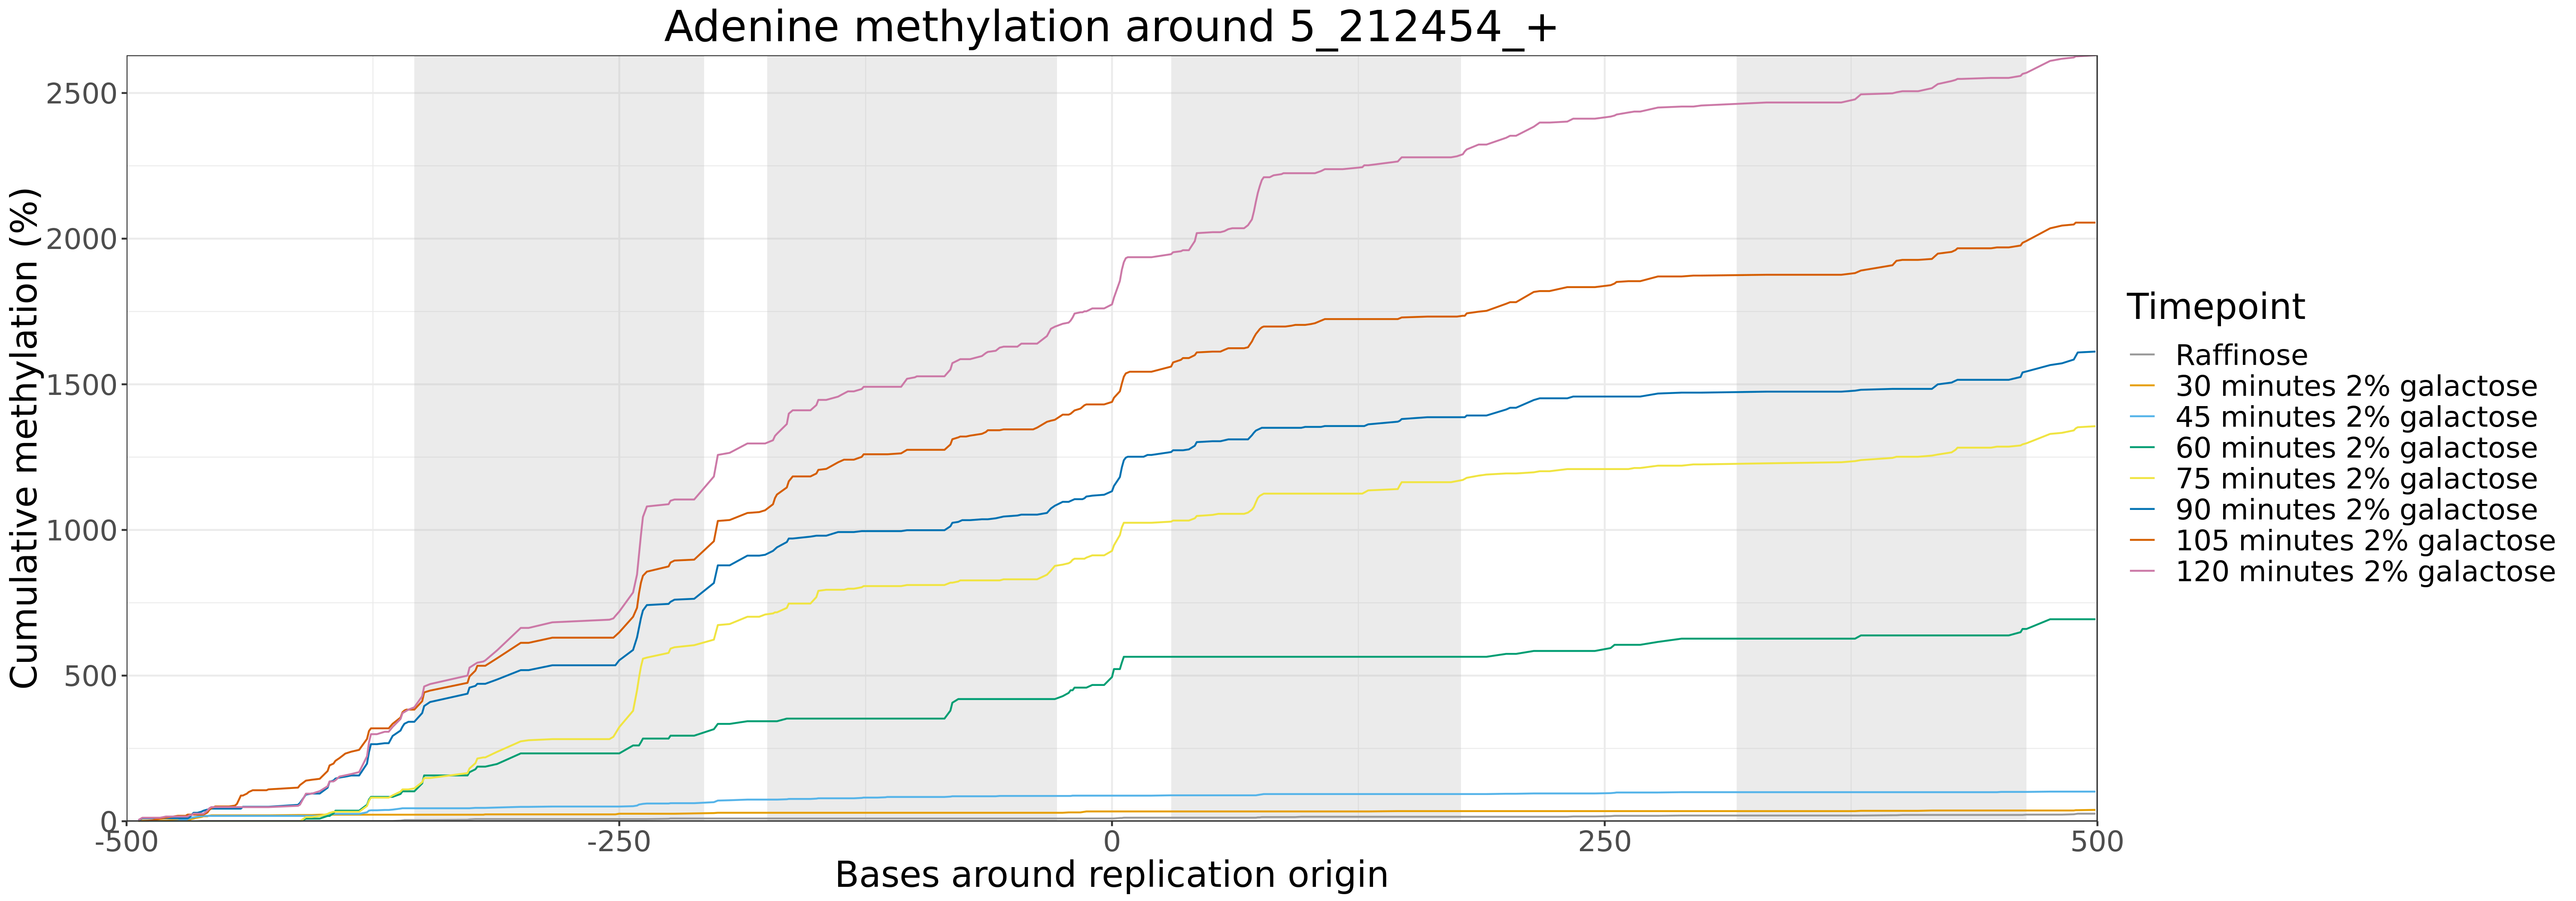 Adenine methylation around 5_212454_+
Cumulative methylation (%)
2500
2000
1500
1000
500
0
-500
-250
0
250
500
Bases around replication origin
Timepoint
Raffinose
30 minutes 2% galactose
45 minutes 2% galactose
60 minutes 2% galactose
75 minutes 2% galactose
90 minutes 2% galactose
105 minutes 2% galactose
120 minutes 2% galactose